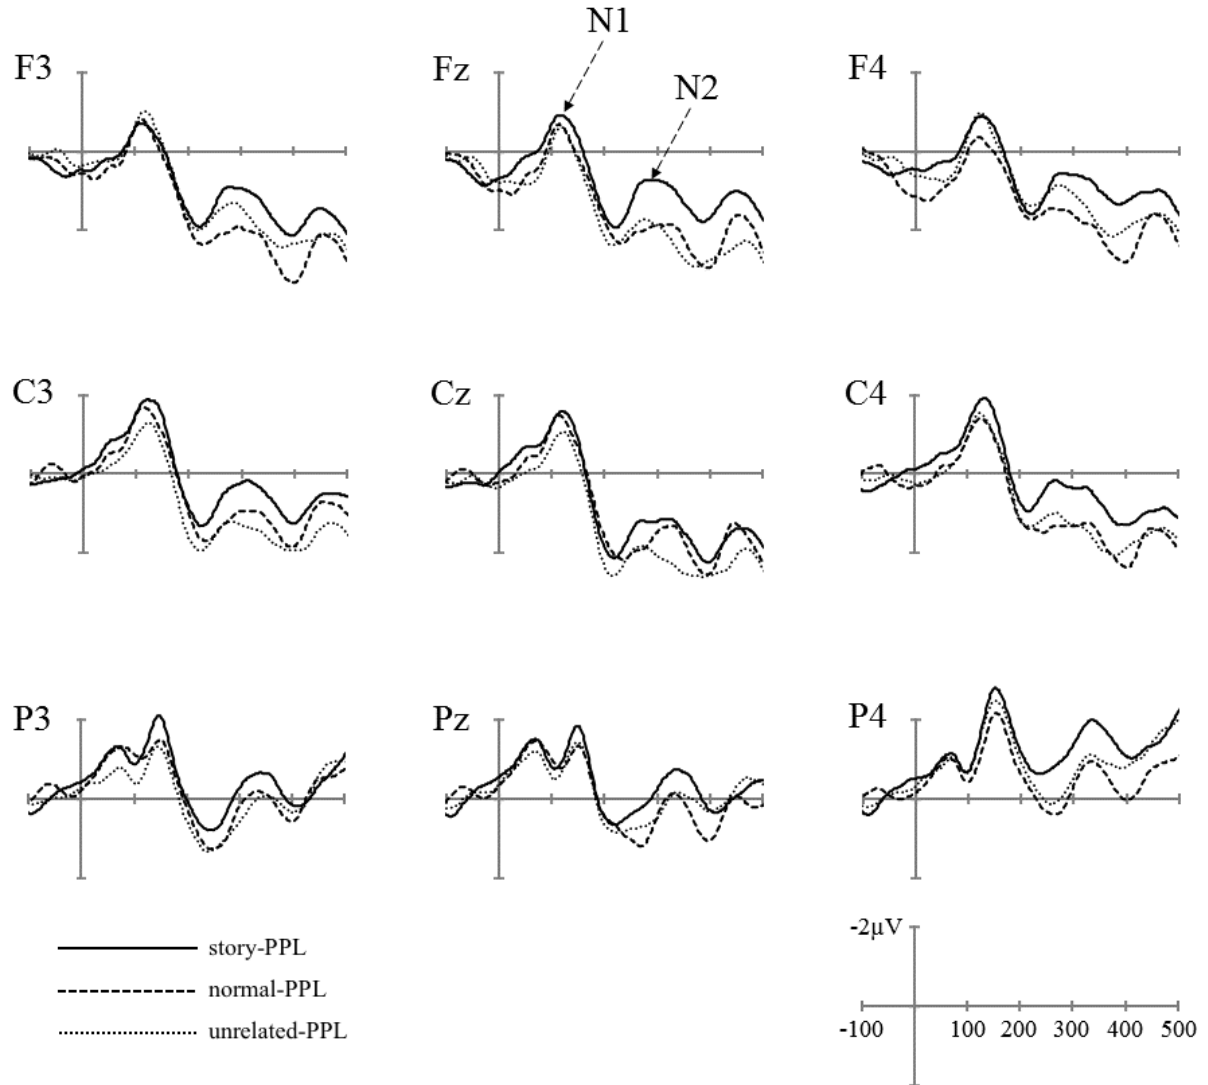 N1
F3
Fz
F4
N2
C3
Cz
C4
P3
Pz
P4
-2μV
story-PPL
normal-PPL
unrelated-PPL
-100 100 200 300 400 500